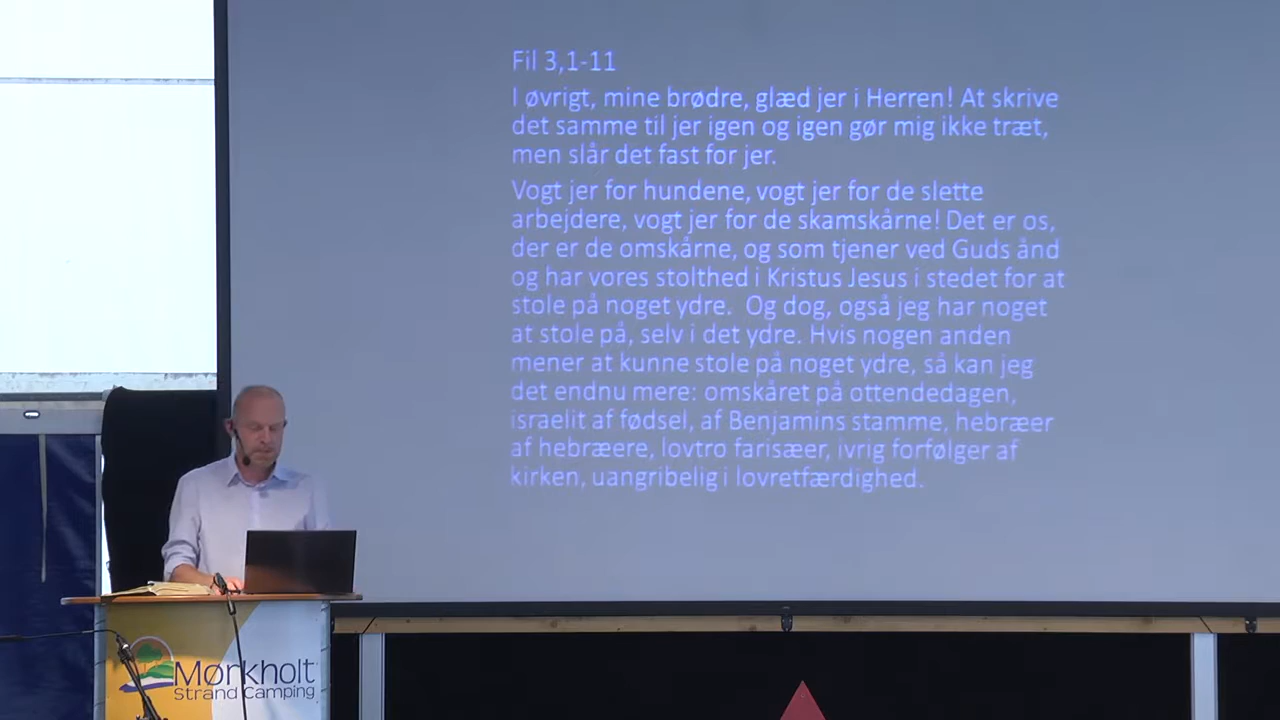 Fil 3,1-11
I øvrigt, mine brødre, glæd jer i Herren! At skrive
det samme til jer igen og igen gør mig ikke træt,
men slår det fast for jer.
Vogt jer for hundene, vogt jer for de slette
arbejdere, vogt jer for de skamskårne! Det er os,
der er de omskårne, og som tjener ved Guds ånd
og har vores stolthed i Kristus Jesus i stedet for at
stole på noget ydre.  Og dog, også jeg har noget
at stole på, selv i det ydre. Hvis nogen anden
mener at kunne stole på noget ydre, så kan jeg
det endnu mere: omskåret på ottendedagen,
israelit af fødsel, af Benjamins stamme, hebræer
af hebræere, lovtro farisæer, ivrig forfølger af
kirken, uangribelig i lovretfærdighed.
Mørkholt
Strand Camping